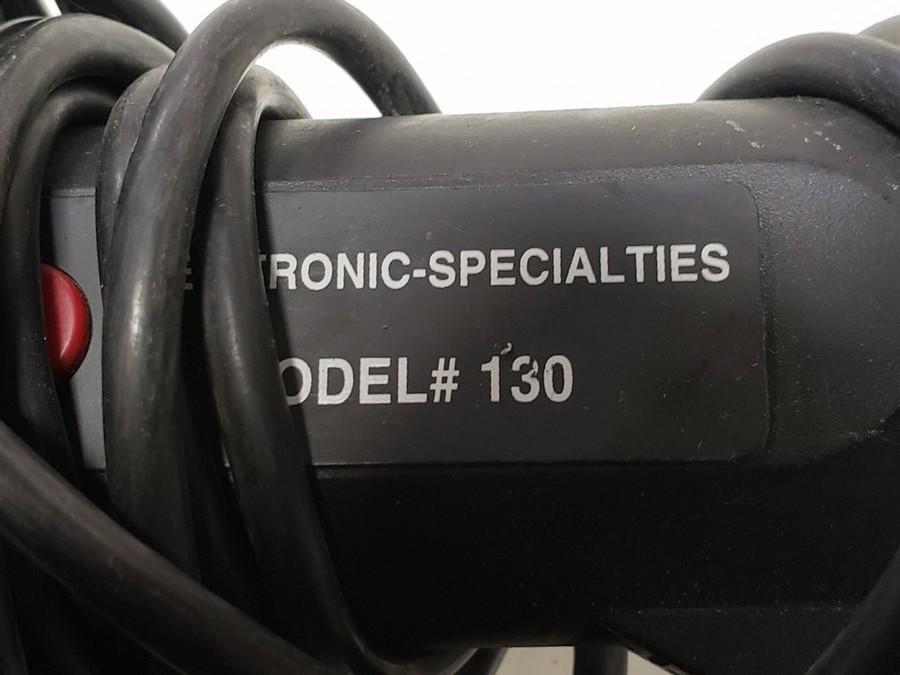 TRONIC-SPECIALTIES
ODEL# 130